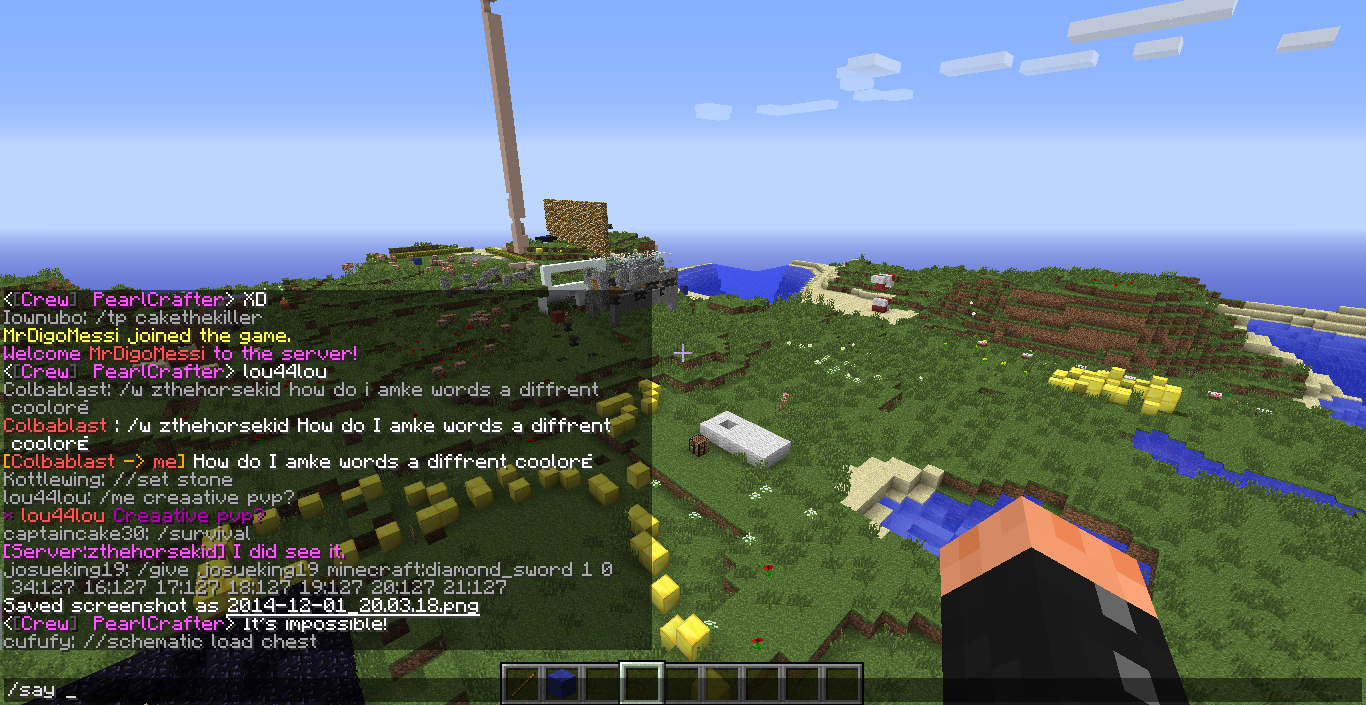 <[Crew] PearlCrafter> XD
Iownubo: /tp cakethekiller
MrDigoMessi joined the game.
Welcome MrDigoMessi to the server!
<[Crew] PearlCrafter> lou44lou
Colbablast: /w zthehorsekid how do i amke words a diffrent
coolorÉ
Colbablast : /w zthehorsekid How do I amke words a diffrent
coolorÉ
[Colbablast -> me] How do I amke words a diffrent coolorÉ
Kottlewing: //set stone
lou44lou: /me creaative pvp?
* lou44lou Creaative pvp?
captaincake30: /survival
[Server:zthehorsekid] I did see it.
josueking19: /give josueking19 minecraft:diamond_sword 1 0
34:127 16:127 17:127 18:127 19:127 20:127 21:127
Saved screenshot as 2014-12-01_20.03.18.png
<[Crew] PearlCrafter> It's impossible!
cufufy: //schematic load chest
/say _